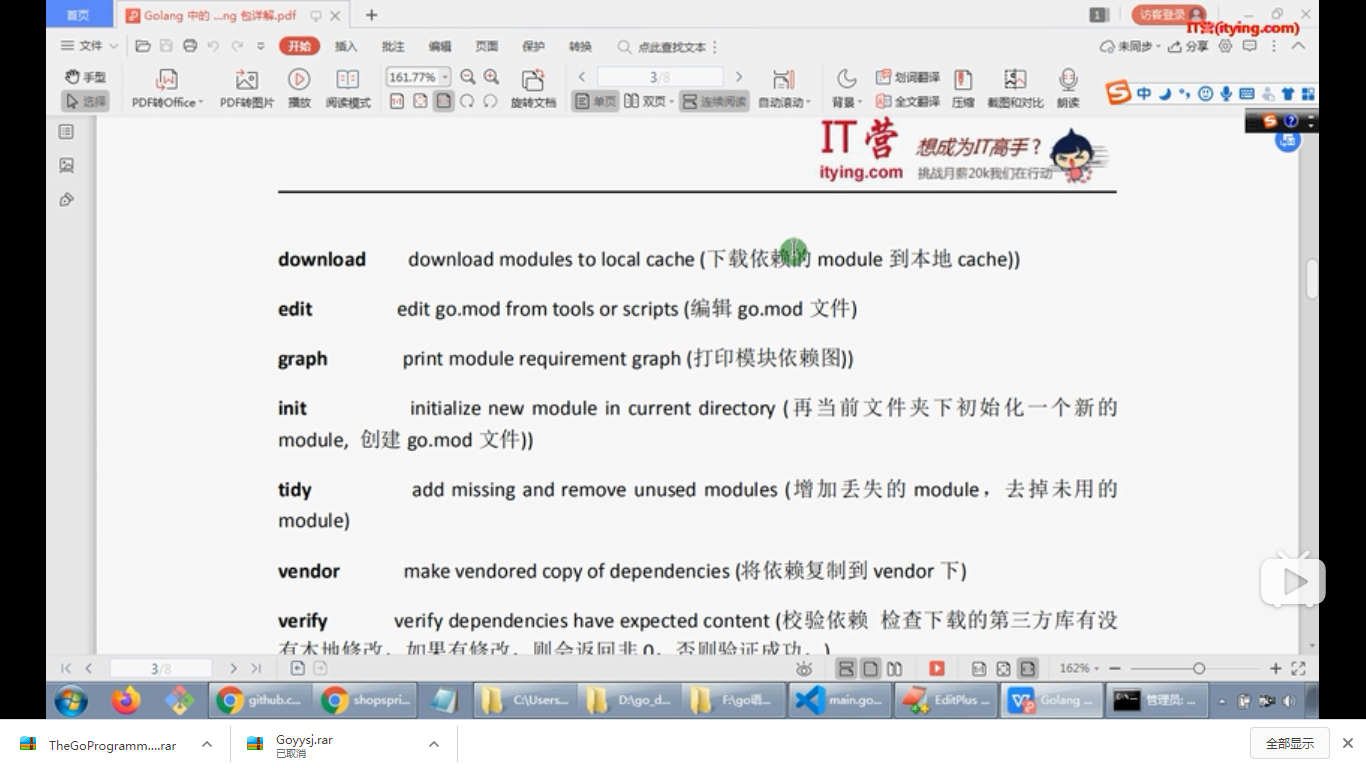 首页
Golang 中的 ...ng 包详解.pdf
1
访客登录
IT营(itying.com)
文件
开始
插入
批注
编辑
页面
保护
转换
点此查找文本
未同步
分享
手型
选择
PDF转Office
PDF转图片
播放
阅读模式
161.77%
旋转文档
3/8
单页
双页
连续阅读
自动滚动
背景
划词翻译
全文翻译
压缩
截图和对比
朗读
中
IT 营
itying.com
想成为IT高手？
挑战月薪20k我们在行动
download download modules to local cache (下载依赖的 module 到本地 cache))
edit edit go.mod from tools or scripts (编辑 go.mod 文件)
graph print module requirement graph (打印模块依赖图))
init initialize new module in current directory (再当前文件夹下初始化一个新的
module, 创建 go.mod 文件))
tidy add missing and remove unused modules (增加丢失的 module，去掉未用的
module)
vendor make vendored copy of dependencies (将依赖复制到 vendor 下)
verify verify dependencies have expected content (校验依赖 检查下载的第三方库有没
有本地修改，如果有修改，则会返回非 0，否则验证成功。)
3/8
162%
github.c...
shopspri...
C:\Users...
D:\go_d...
F:\go语...
main.go...
EditPlus ...
Golang ...
管理员: ...
TheGoProgramm....rar
Goyysj.rar
已取消
全部显示